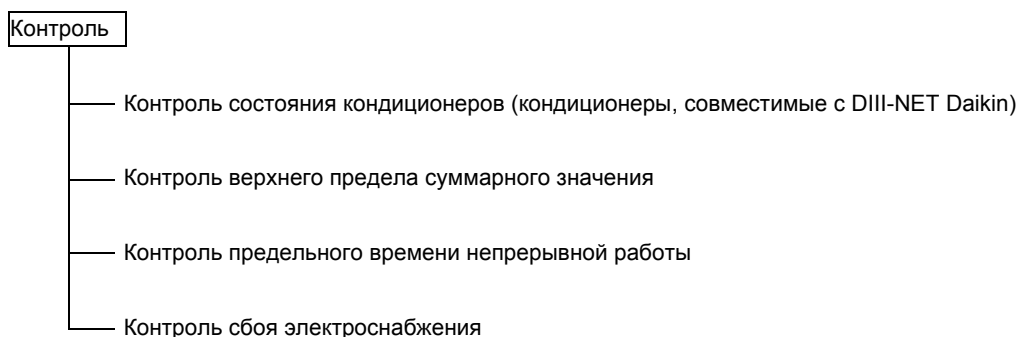 Контроль
Контроль состояния кондиционеров (кондиционеры, совместимые с DIII-NET Daikin)
Контроль верхнего предела суммарного значения
Контроль предельного времени непрерывной работы
Контроль сбоя электроснабжения